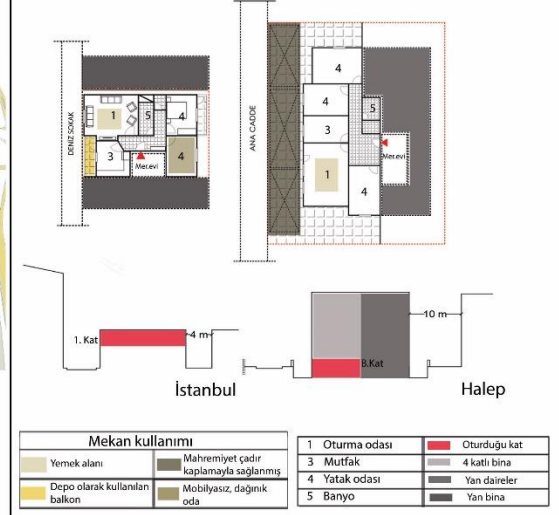 DENİZ SOKAK
1
5
4
3
4
Mer.evi
ANA CADDE
4
4
3
1
5
4
Mer.evi
1. Kat
4 m
İstanbul
B.Kat
10 m
Halep
Mekan kullanımı
Yemek alanı
Mahremiyet çadır
kaplamayla sağlanmış
Depo olarak kullanılan
balkon
Mobilyasız, dağınık
oda
1 Oturma odası
Oturduğu kat
3 Mutfak
4 katlı bina
4 Yatak odası
Yan daireler
5 Banyo
Yan bina